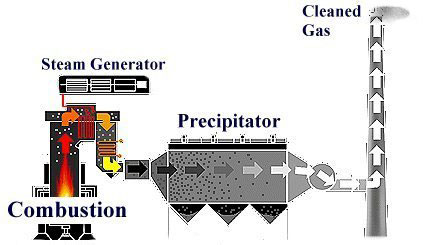 Cleaned
Gas
Steam Generator
Precipitator
Combustion